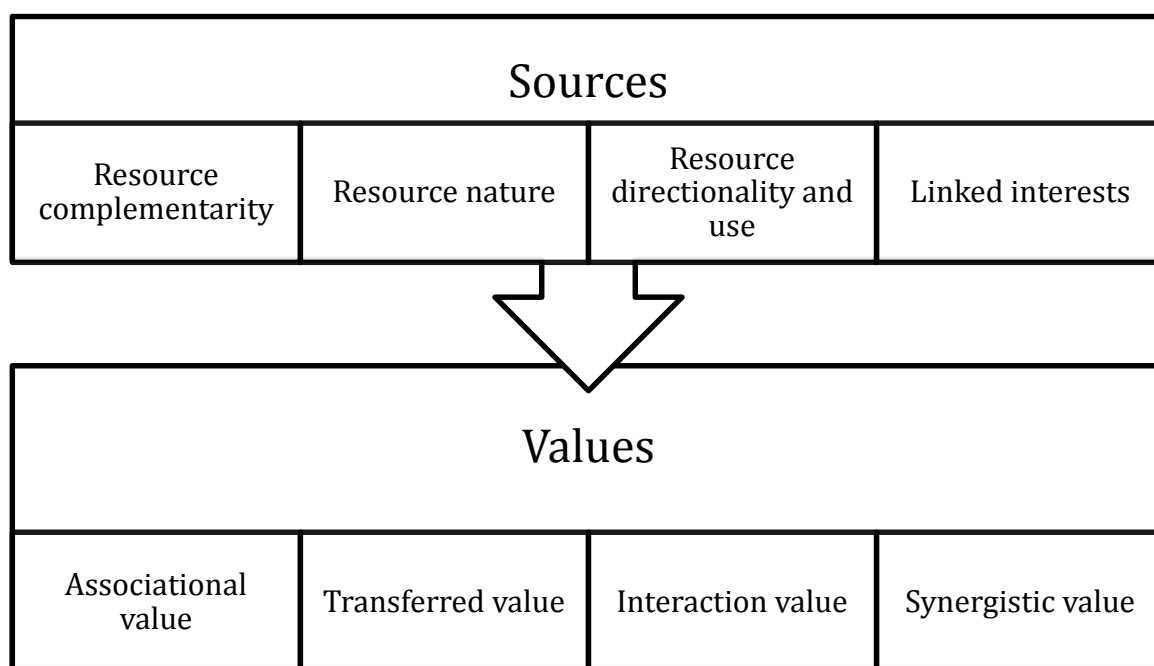 Sources
Resource
complementarity
Resource nature
Resource
directionality and
use
Linked interests
Values
Associational
value
Transferred value
Interaction value
Synergistic value